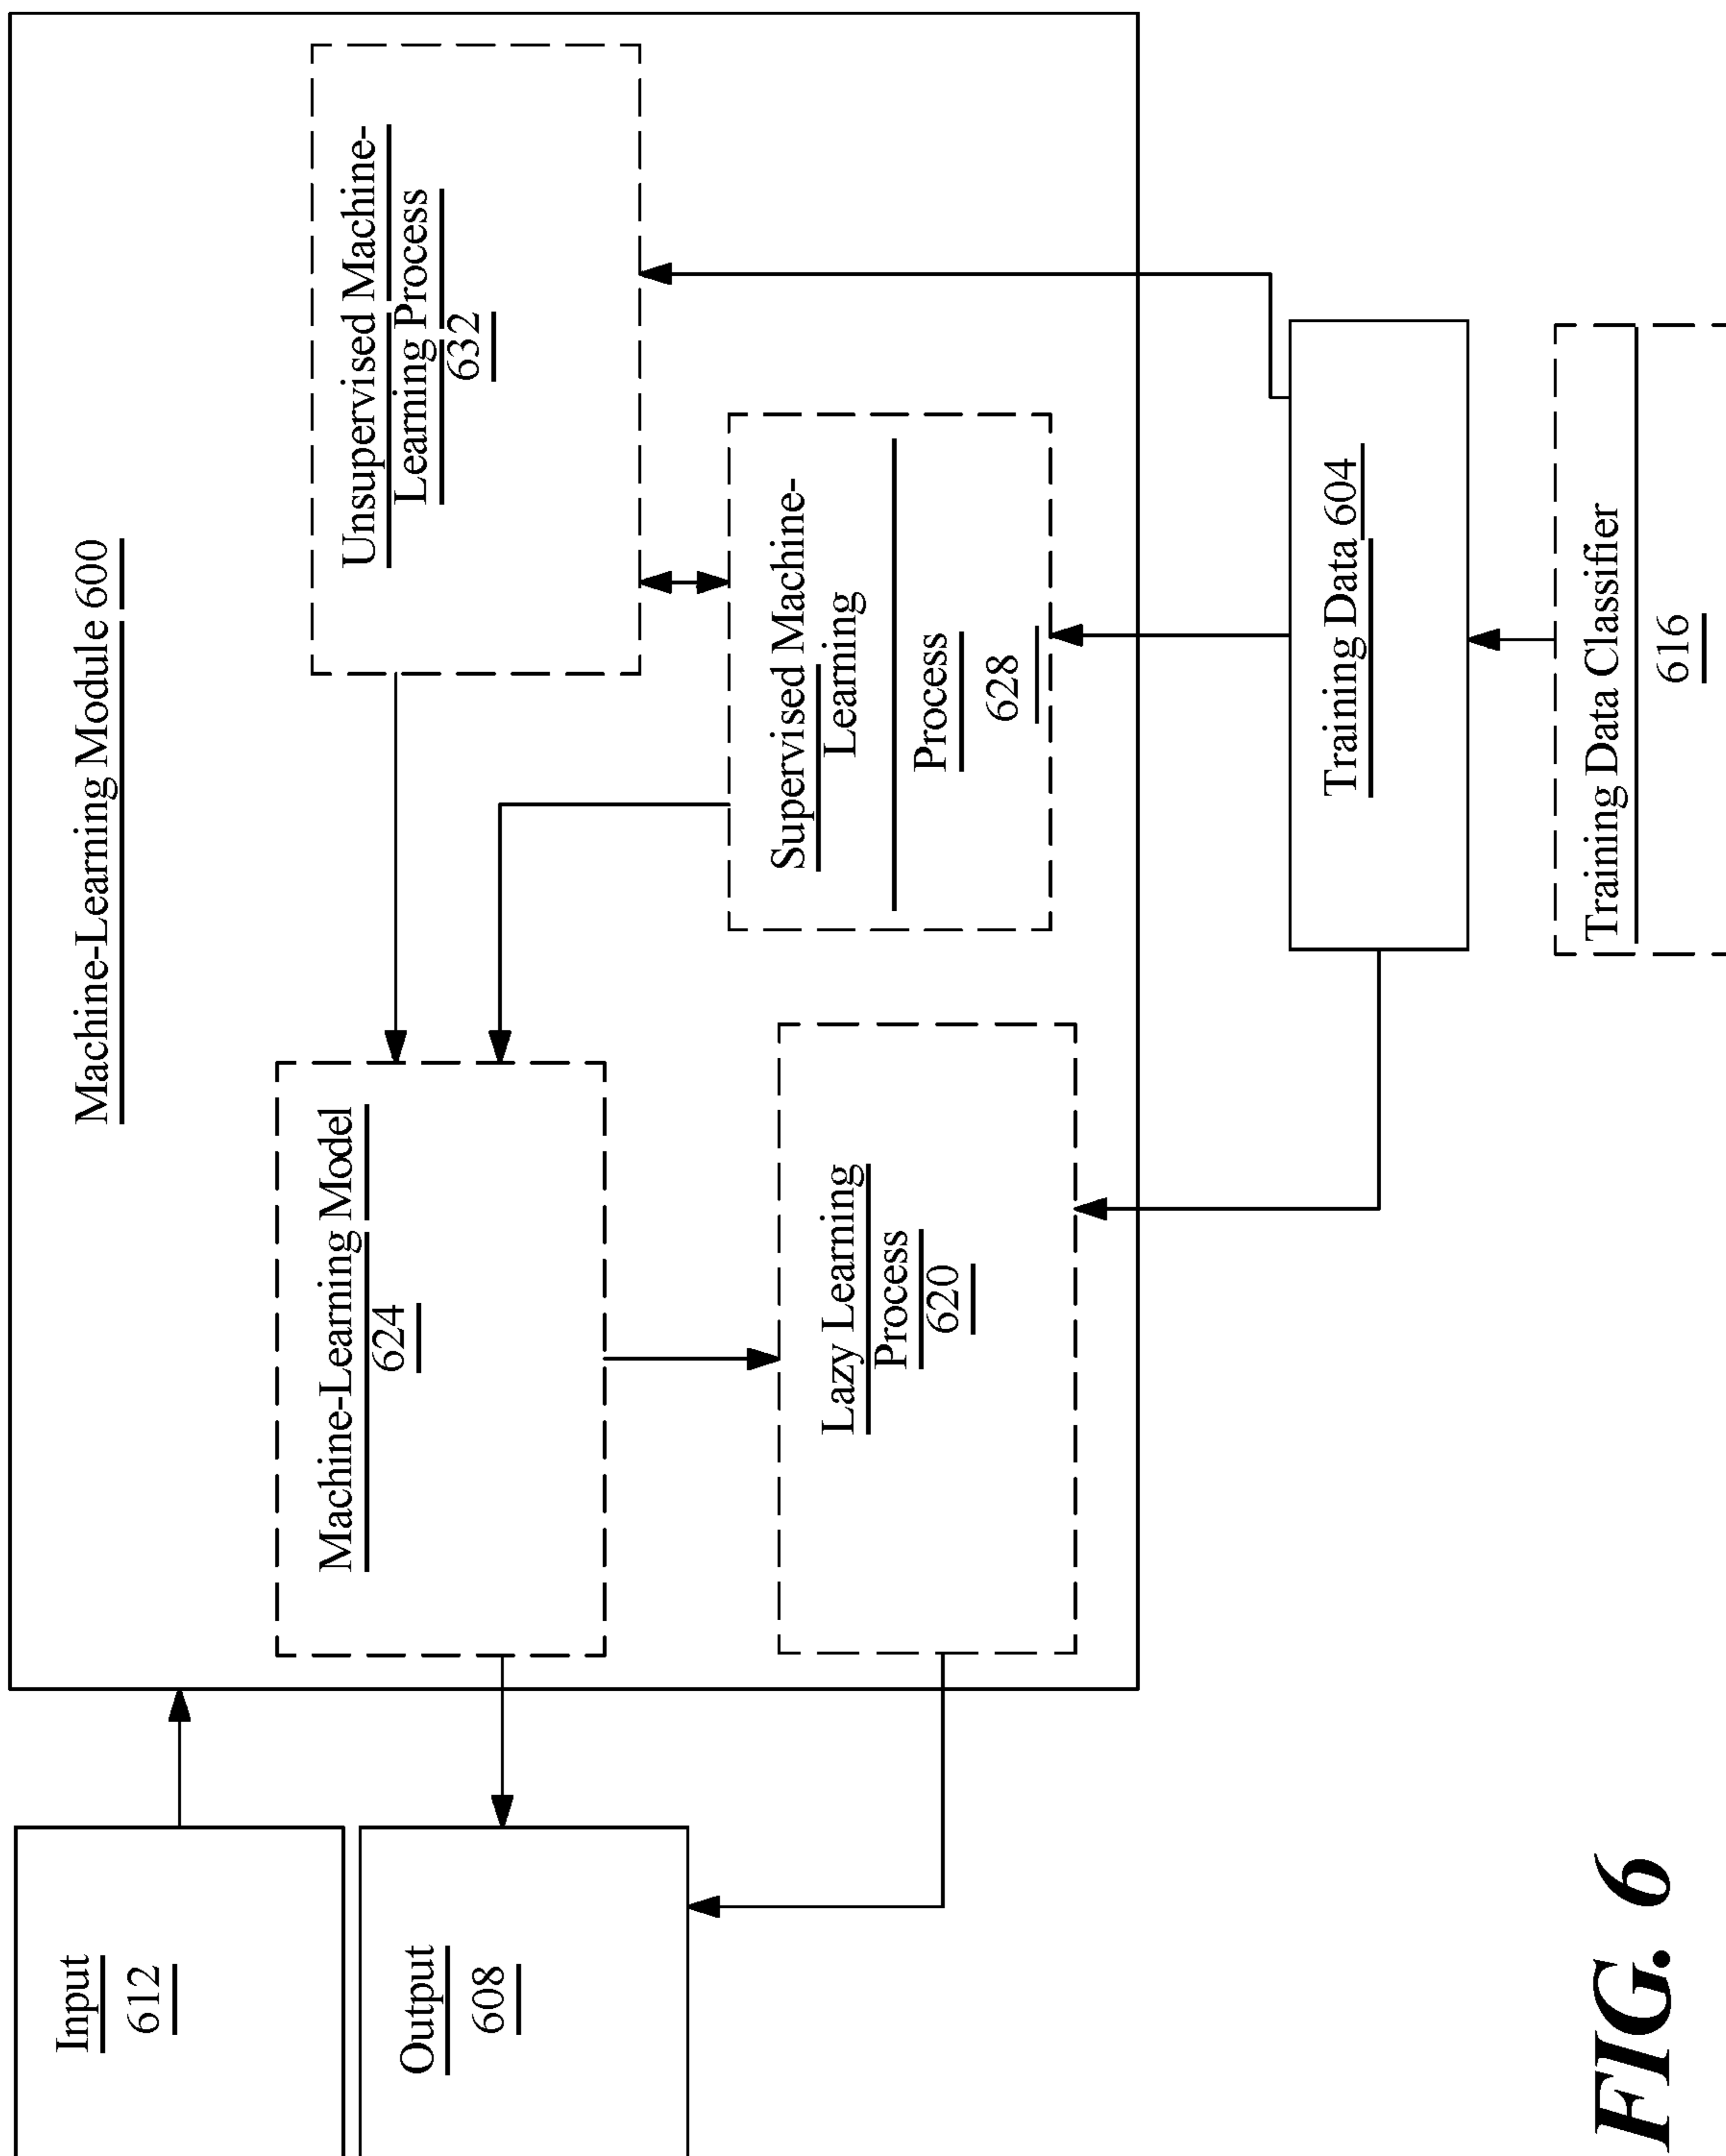 Machine-Learning Module 600
Input
612
Output
608
Machine-Learning Model
624
Unsupervised Machine-
Learning Process
632
Lazy Learning
Process
620
Supervised Machine-
Learning
Process
628
Training Data 604
Training Data Classifier
616
FIG. 6